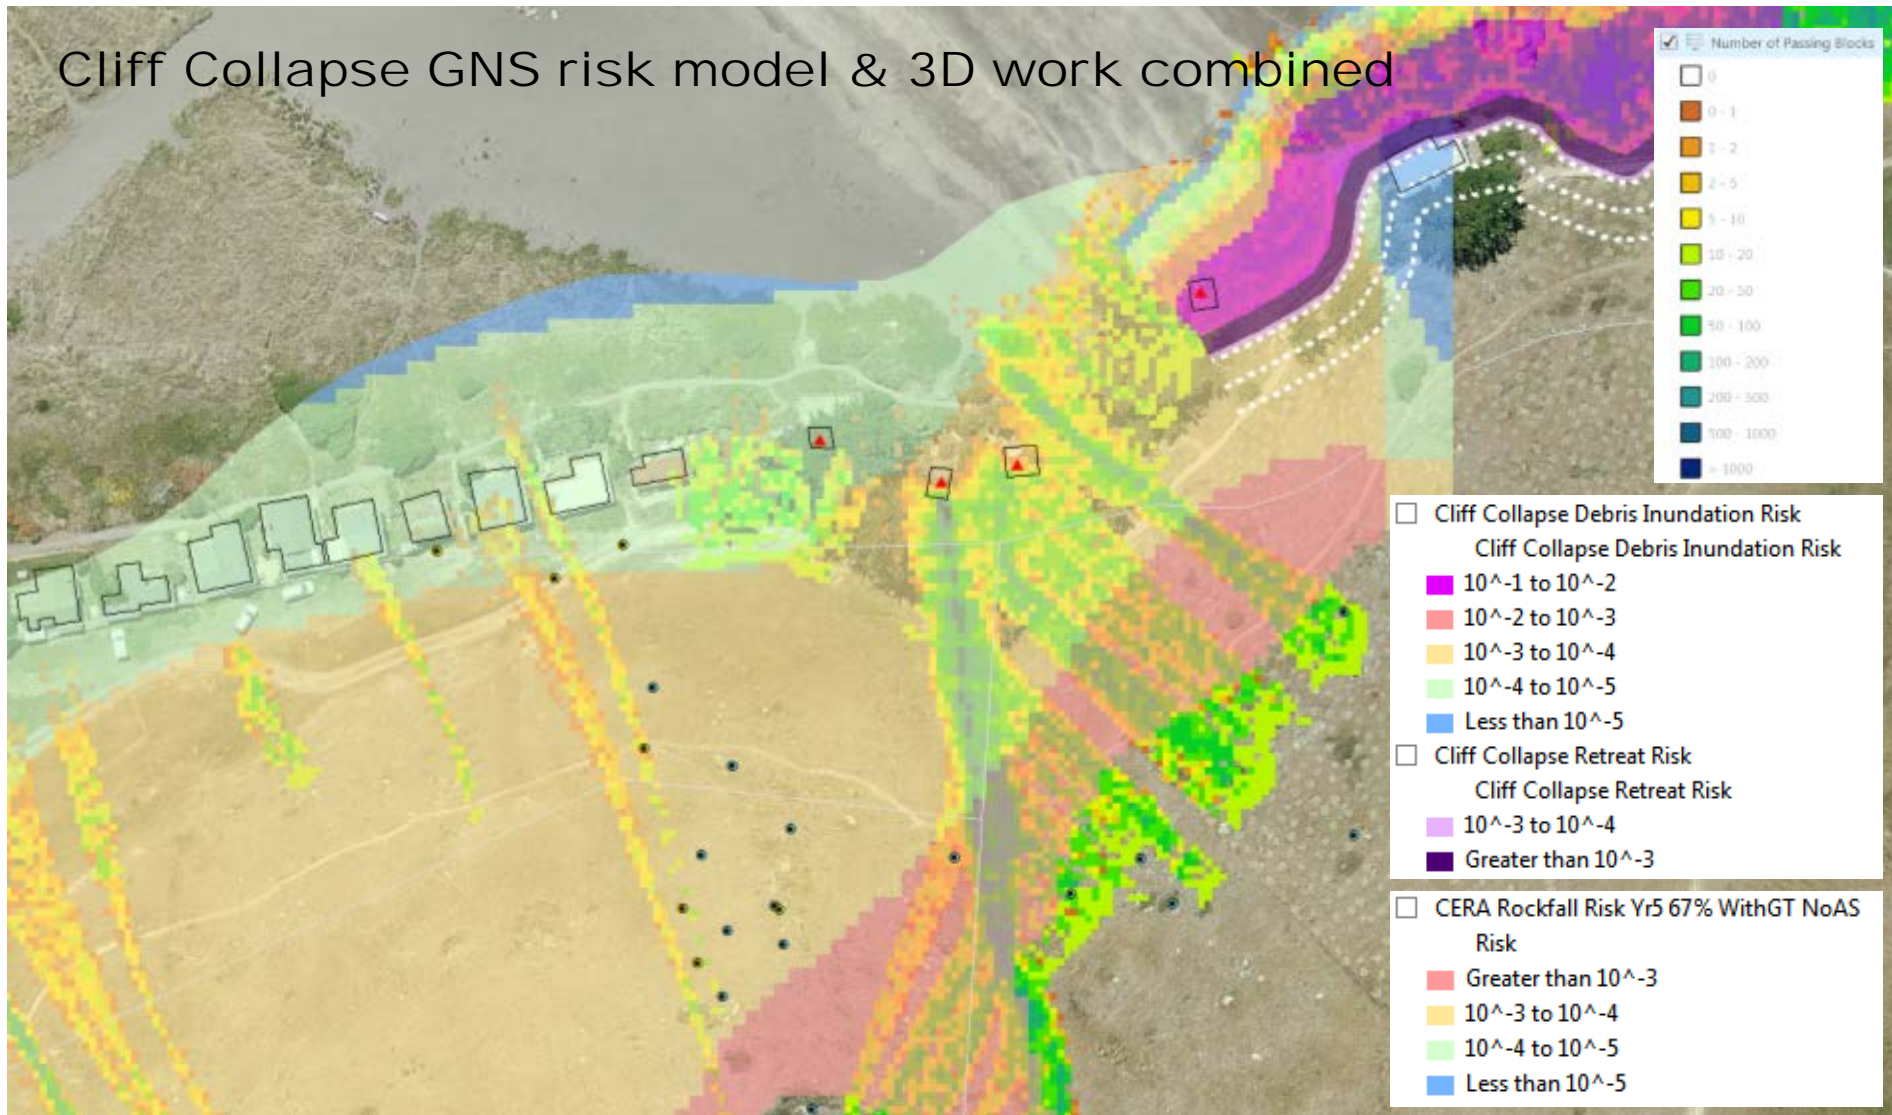 Cliff Collapse GNS risk model & 3D work combined
Number of Passing Blocks
0
0 - 1
1 - 2
2 - 5
5 - 10
10 - 20
20 - 50
50 - 100
100 - 200
200 - 500
500 - 1000
> 1000
Cliff Collapse Debris Inundation Risk
Cliff Collapse Debris Inundation Risk
10^-1 to 10^-2
10^-2 to 10^-3
10^-3 to 10^-4
10^-4 to 10^-5
Less than 10^-5
Cliff Collapse Retreat Risk
Cliff Collapse Retreat Risk
10^-3 to 10^-4
Greater than 10^-3
CERA Rockfall Risk Yr5 67% WithGT NoAS
Risk
Greater than 10^-3
10^-3 to 10^-4
10^-4 to 10^-5
Less than 10^-5